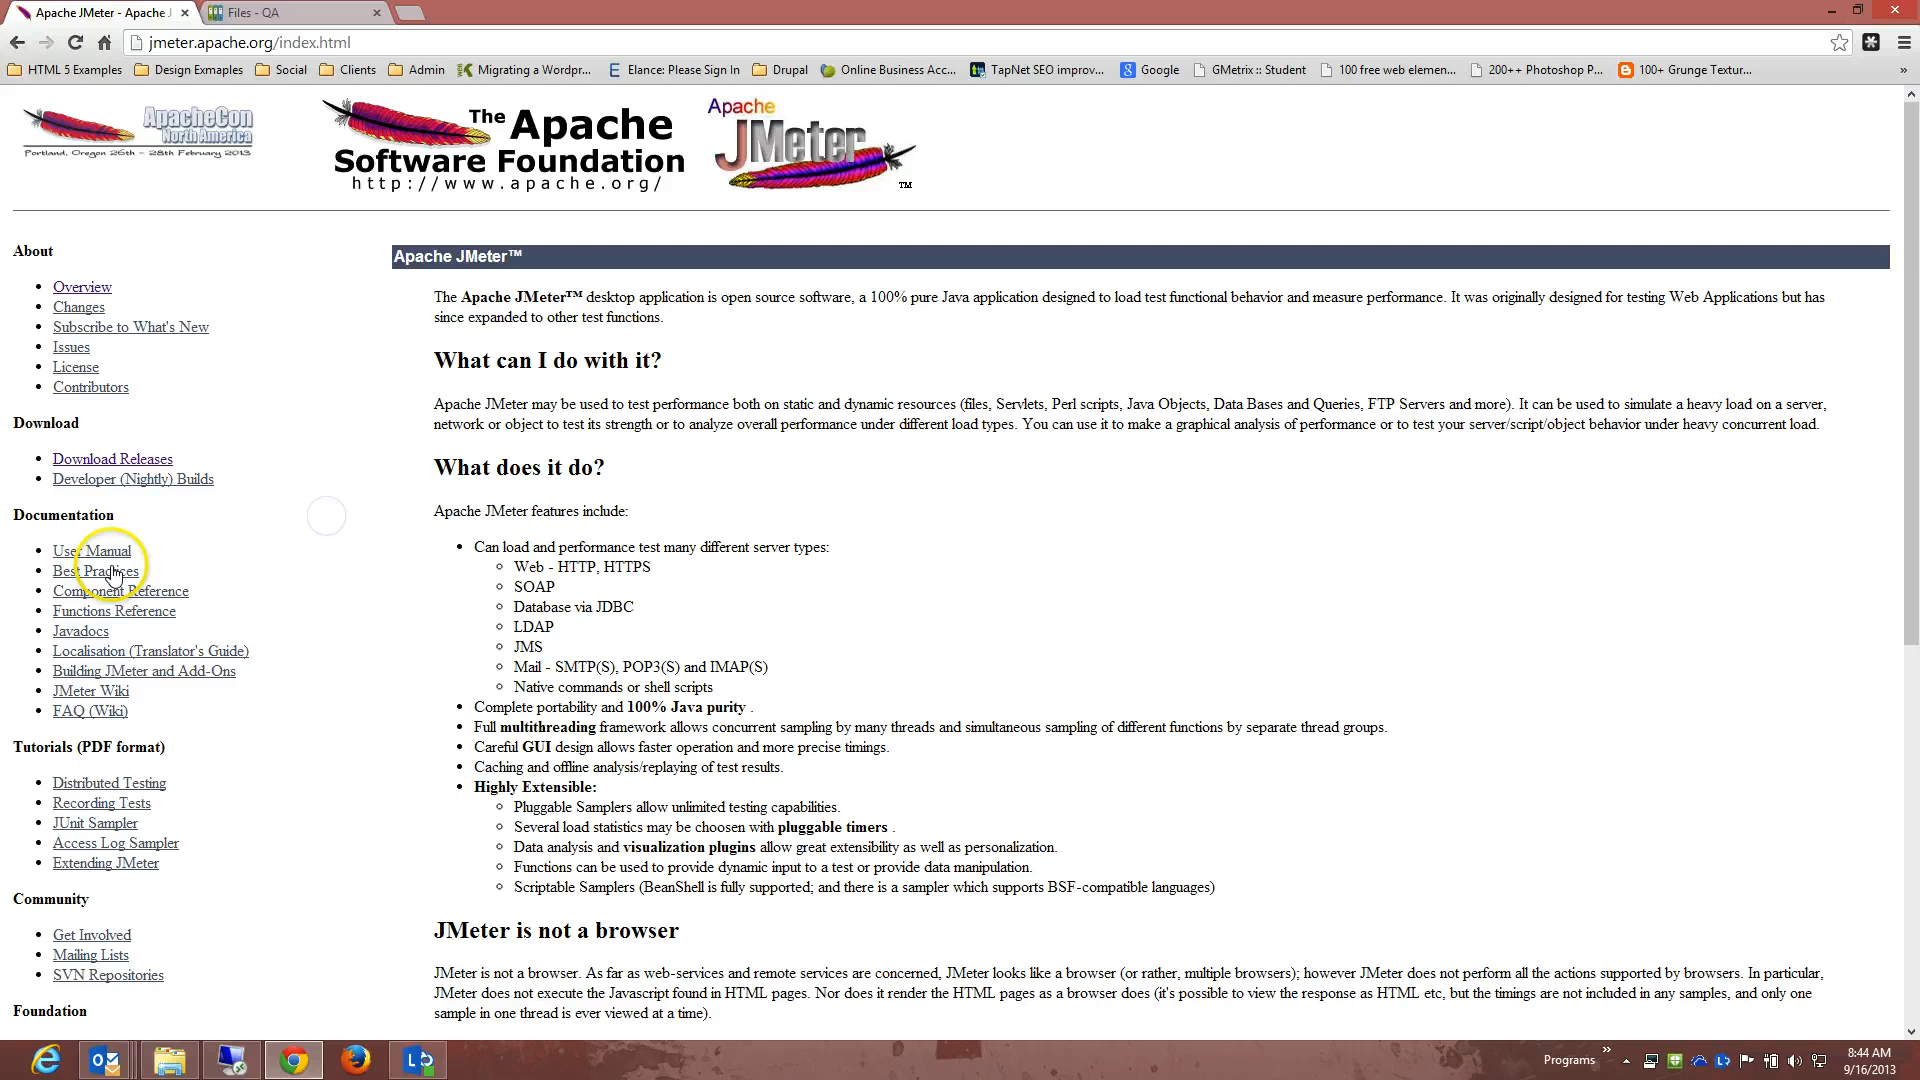 Apache JMeter - Apache J
Files - QA
jmeter.apache.org/index.html
HTML 5 Examples
Design Exmaples
Social
Clients
Admin
Migrating a Wordpr...
Elance: Please Sign In
Drupal
Online Business Acc...
TapNet SEO improv...
Google
GMetrix :: Student
100 free web elemen...
200++ Photoshop P...
100+ Grunge Textur...
»
ApacheCon
North America
Portland, Oregon 26th - 28th February 2013
The Apache
Software Foundation
http://www.apache.org/
Apache
JMeter
TM
About
Overview
Changes
Subscribe to What's New
Issues
License
Contributors
Download
Download Releases
Developer (Nightly) Builds
Documentation
User Manual
Best Practices
Component Reference
Functions Reference
Javadocs
Localisation (Translator's Guide)
Building JMeter and Add-Ons
JMeter Wiki
FAQ (Wiki)
Tutorials (PDF format)
Distributed Testing
Recording Tests
JUnit Sampler
Access Log Sampler
Extending JMeter
Community
Get Involved
Mailing Lists
SVN Repositories
Foundation
Apache JMeter™
The Apache JMeter™ desktop application is open source software, a 100% pure Java application designed to load test functional behavior and measure performance. It was originally designed for testing Web Applications but has
since expanded to other test functions.
What can I do with it?
Apache JMeter may be used to test performance both on static and dynamic resources (files, Servlets, Perl scripts, Java Objects, Data Bases and Queries, FTP Servers and more). It can be used to simulate a heavy load on a server,
network or object to test its strength or to analyze overall performance under different load types. You can use it to make a graphical analysis of performance or to test your server/script/object behavior under heavy concurrent load.
What does it do?
Apache JMeter features include:
Can load and performance test many different server types:
Web - HTTP, HTTPS
SOAP
Database via JDBC
LDAP
JMS
Mail - SMTP(S), POP3(S) and IMAP(S)
Native commands or shell scripts
Complete portability and 100% Java purity .
Full multithreading framework allows concurrent sampling by many threads and simultaneous sampling of different functions by separate thread groups.
Careful GUI design allows faster operation and more precise timings.
Caching and offline analysis/replaying of test results.
Highly Extensible:
Pluggable Samplers allow unlimited testing capabilities.
Several load statistics may be choosen with pluggable timers .
Data analysis and visualization plugins allow great extensibility as well as personalization.
Functions can be used to provide dynamic input to a test or provide data manipulation.
Scriptable Samplers (BeanShell is fully supported; and there is a sampler which supports BSF-compatible languages)
JMeter is not a browser
JMeter is not a browser. As far as web-services and remote services are concerned, JMeter looks like a browser (or rather, multiple browsers); however JMeter does not perform all the actions supported by browsers. In particular,
JMeter does not execute the Javascript found in HTML pages. Nor does it render the HTML pages as a browser does (it's possible to view the response as HTML etc, but the timings are not included in any samples, and only one
sample in one thread is ever viewed at a time).
Programs
»
8:44 AM
9/16/2013